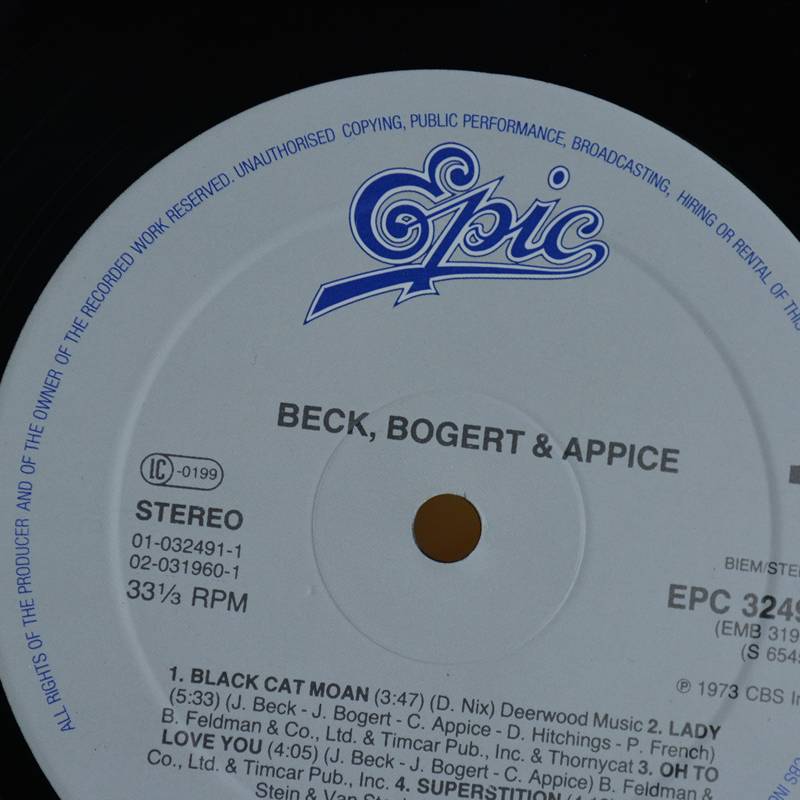 ALL RIGHTS OF THE PRODUCER AND OF THE OWNER OF THE RECORDED WORK RESERVED. UNAUTHORISED COPYING, PUBLIC PERFORMANCE, BROADCASTING, HIRING OR RENTAL OF THIS
Epic
BECK, BOGERT & APPICE
LC-0199
STEREO
01-032491-1
02-031960-1
33⅓ RPM
BIEM/STE
EPC 3249
(EMB 319
(S 654
℗ 1973 CBS In
1. BLACK CAT MOAN (3:47) (D. Nix) Deerwood Music 2. LADY
(5:33) (J. Beck - J. Bogert - C. Appice - D. Hitchings - P. French)
B. Feldman & Co., Ltd. & Timcar Pub., Inc. & Thornycat 3. OH TO
LOVE YOU (4:05) (J. Beck - J. Bogert - C. Appice) B. Feldman &
Co., Ltd. & Timcar Pub., Inc. 4. SUPERSTITION
Stein & Van